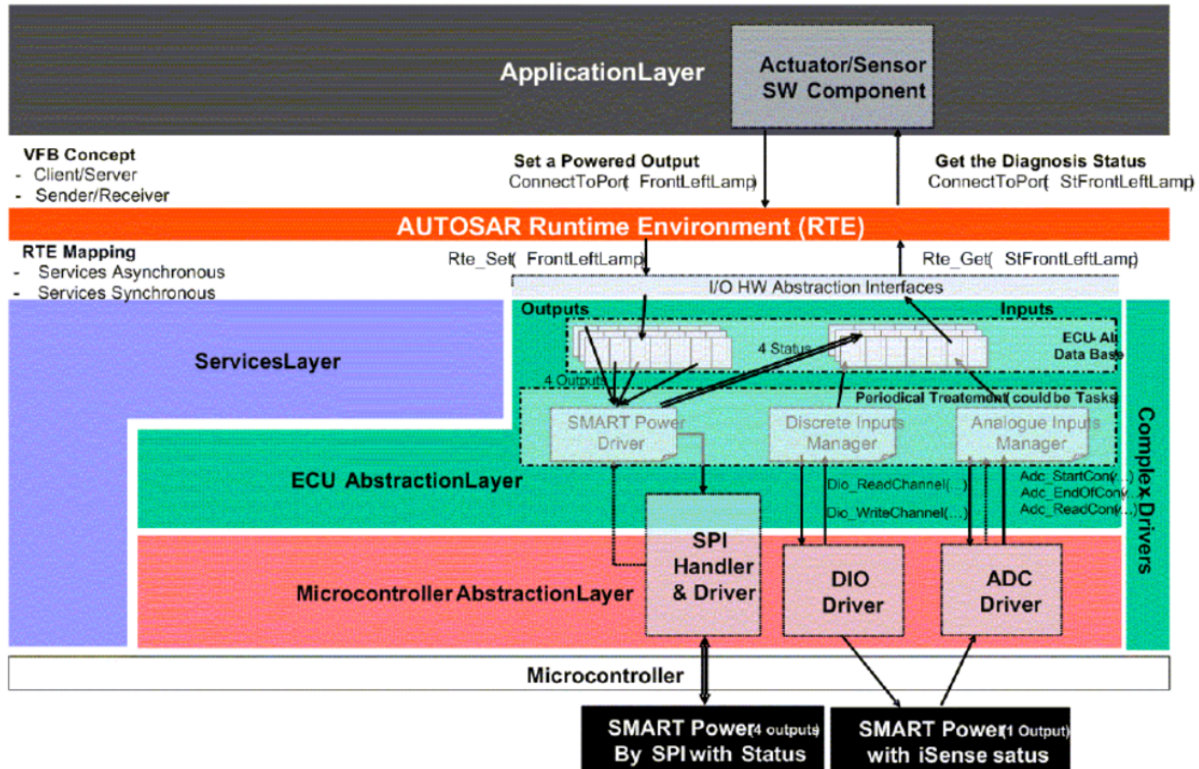 ApplicationLayer
Actuator/Sensor
SW Component
VFB Concept
- Client/Server
- Sender/Receiver
Set a Powered Output
ConnectToPort( FrontLeftLamp)
Get the Diagnosis Status
ConnectToPort( StFrontLeftLamp)
AUTOSAR Runtime Environment (RTE)
RTE Mapping
- Services Asynchronous
- Services Synchronous
Rte_Set( FrontLeftLamp)
Rte_Get( StFrontLeftLamp)
I/O HW Abstraction Interfaces
Outputs
Inputs
ECU-AL
Data Base
4 Status
4 Outputs
ServicesLayer
Periodical Treatement(could be Tasks)
SMART Power
Driver
Discrete Inputs
Manager
Analogue Inputs
Manager
Complex Drivers
ECU AbstractionLayer
Dio_ReadChannel(...)
Dio_WriteChannel(...)
Adc_StartConv(...)
Adc_EndOfConv(...)
Adc_ReadConv(...)
SPI
Handler
& Driver
DIO
Driver
ADC
Driver
Microcontroller AbstractionLayer
Microcontroller
SMART Power(4 outputs)
By SPI with Status
SMART Power(1 Output)
with iSense satus